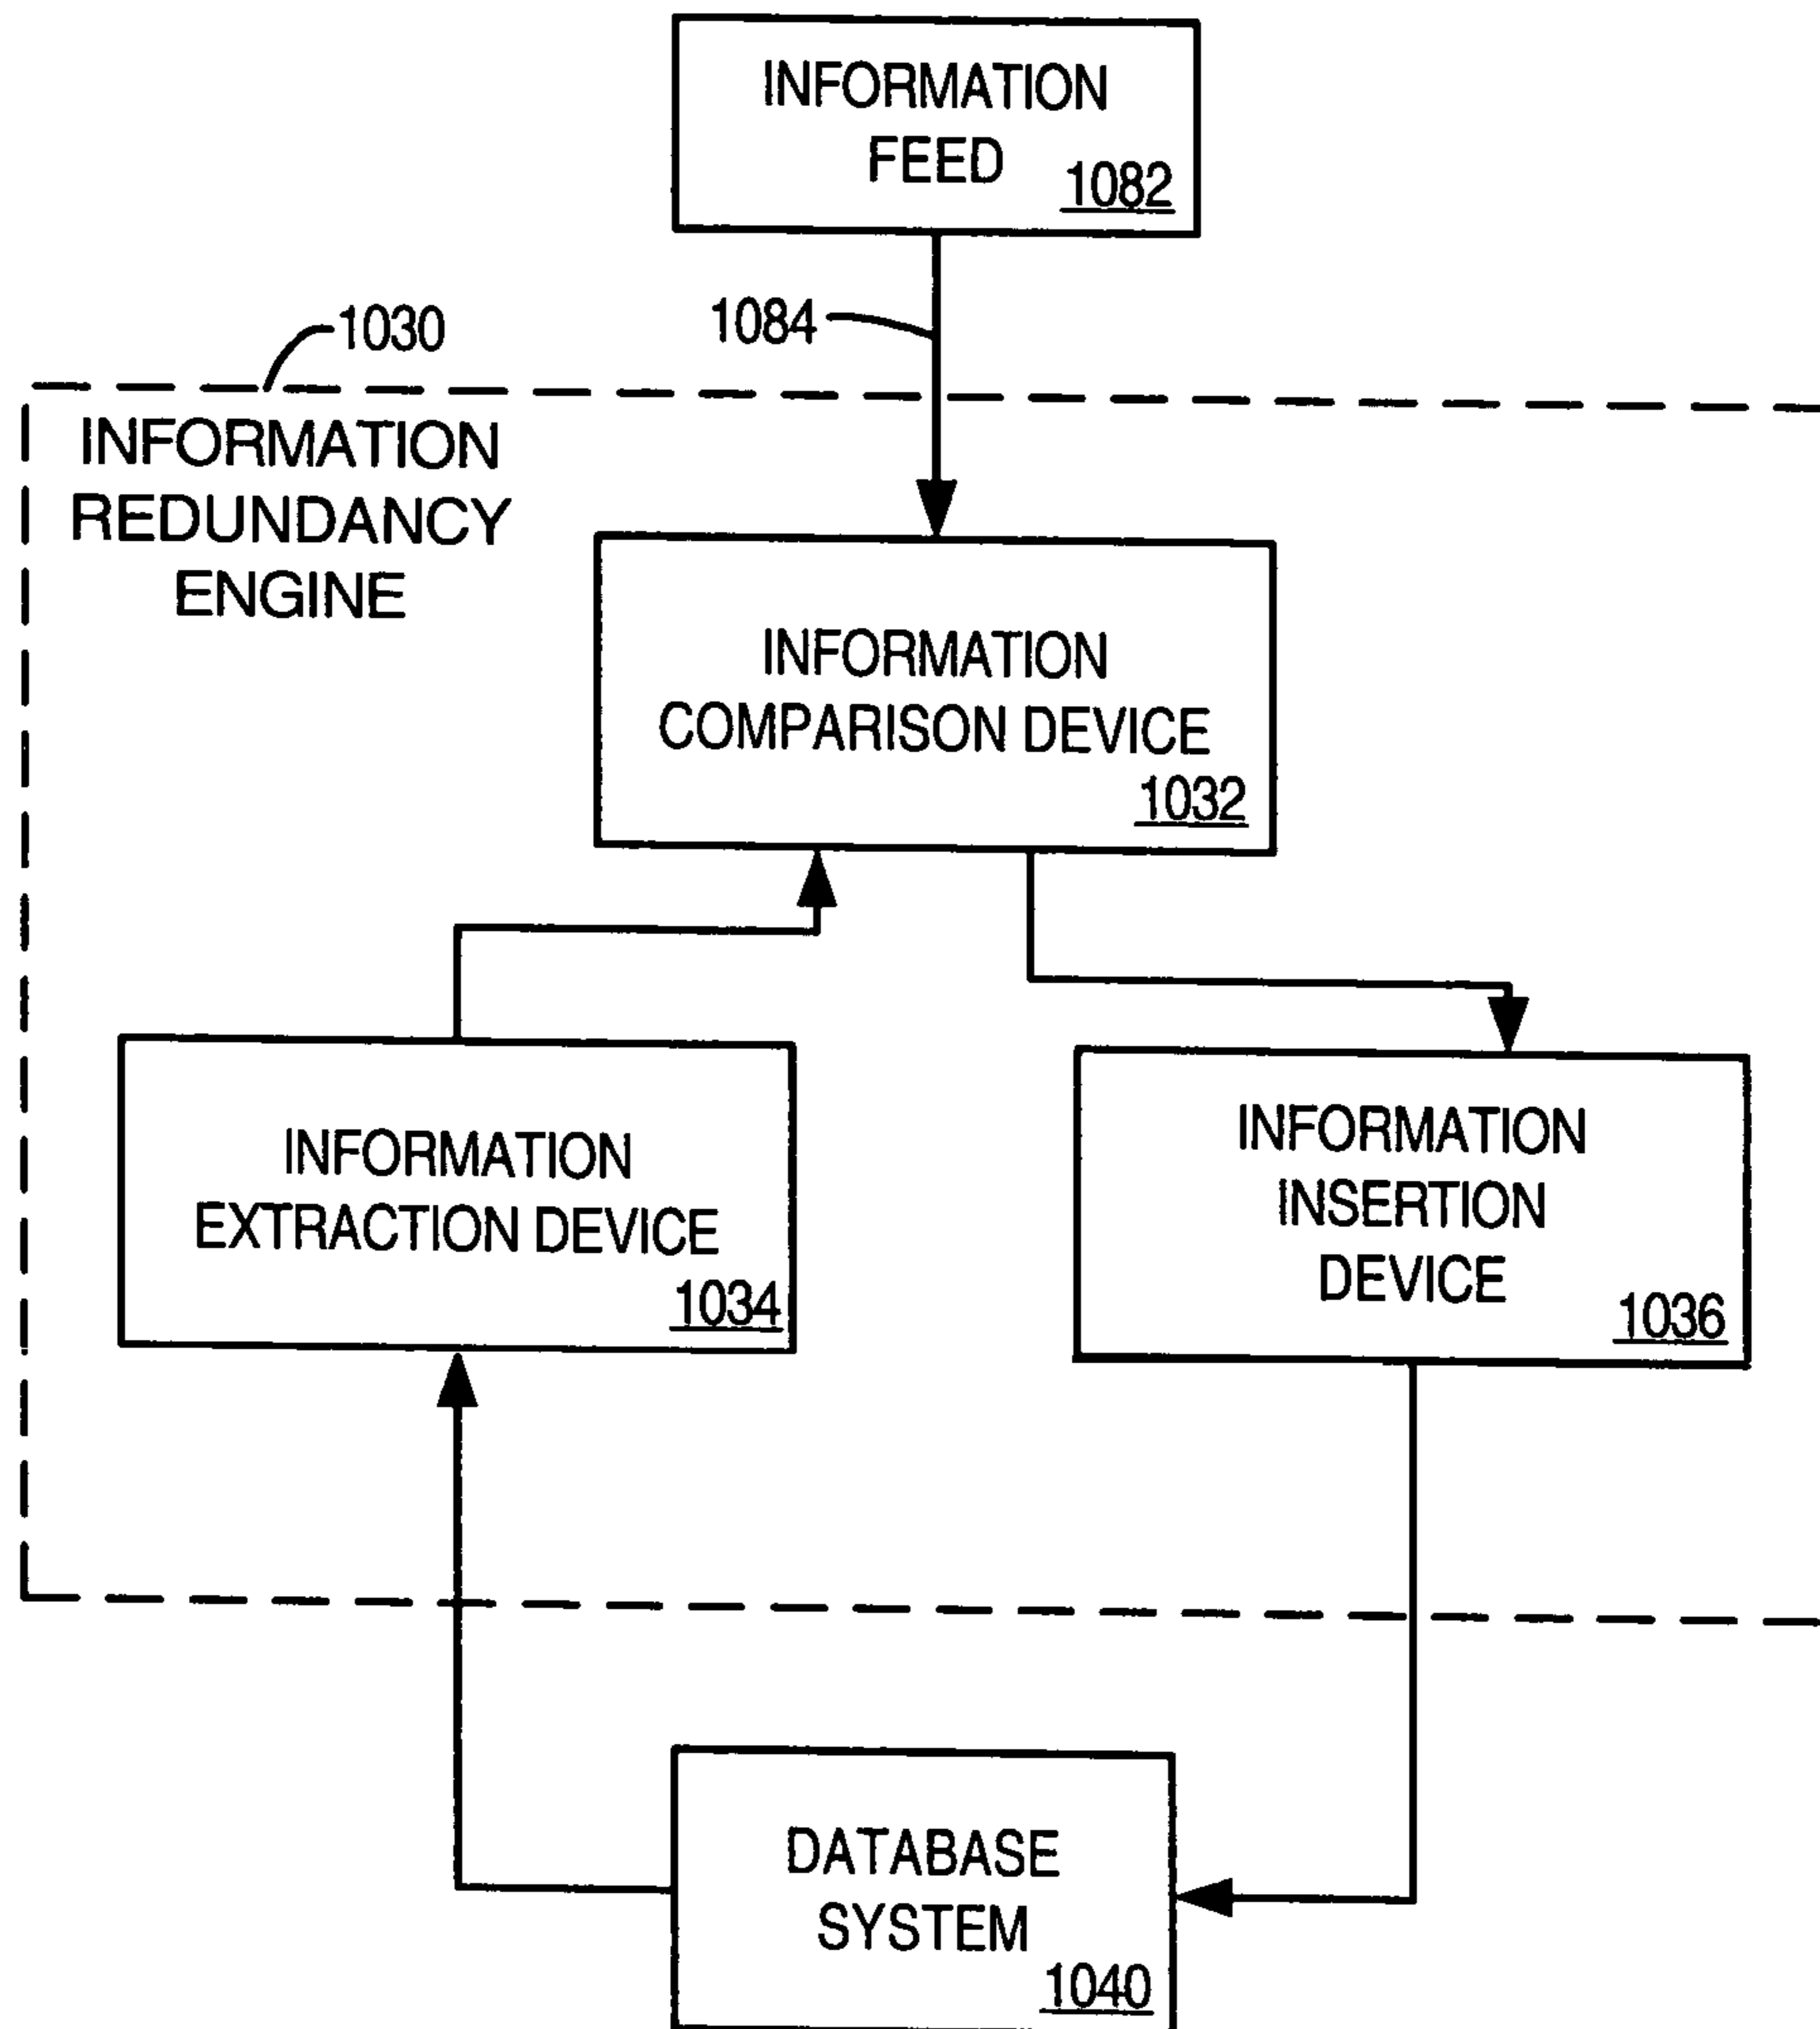 INFORMATION
FEED
1082
1084
1030
INFORMATION
REDUNDANCY
ENGINE
INFORMATION
COMPARISON DEVICE
1032
INFORMATION
EXTRACTION DEVICE
1034
INFORMATION
INSERTION
DEVICE
1036
DATABASE
SYSTEM
1040